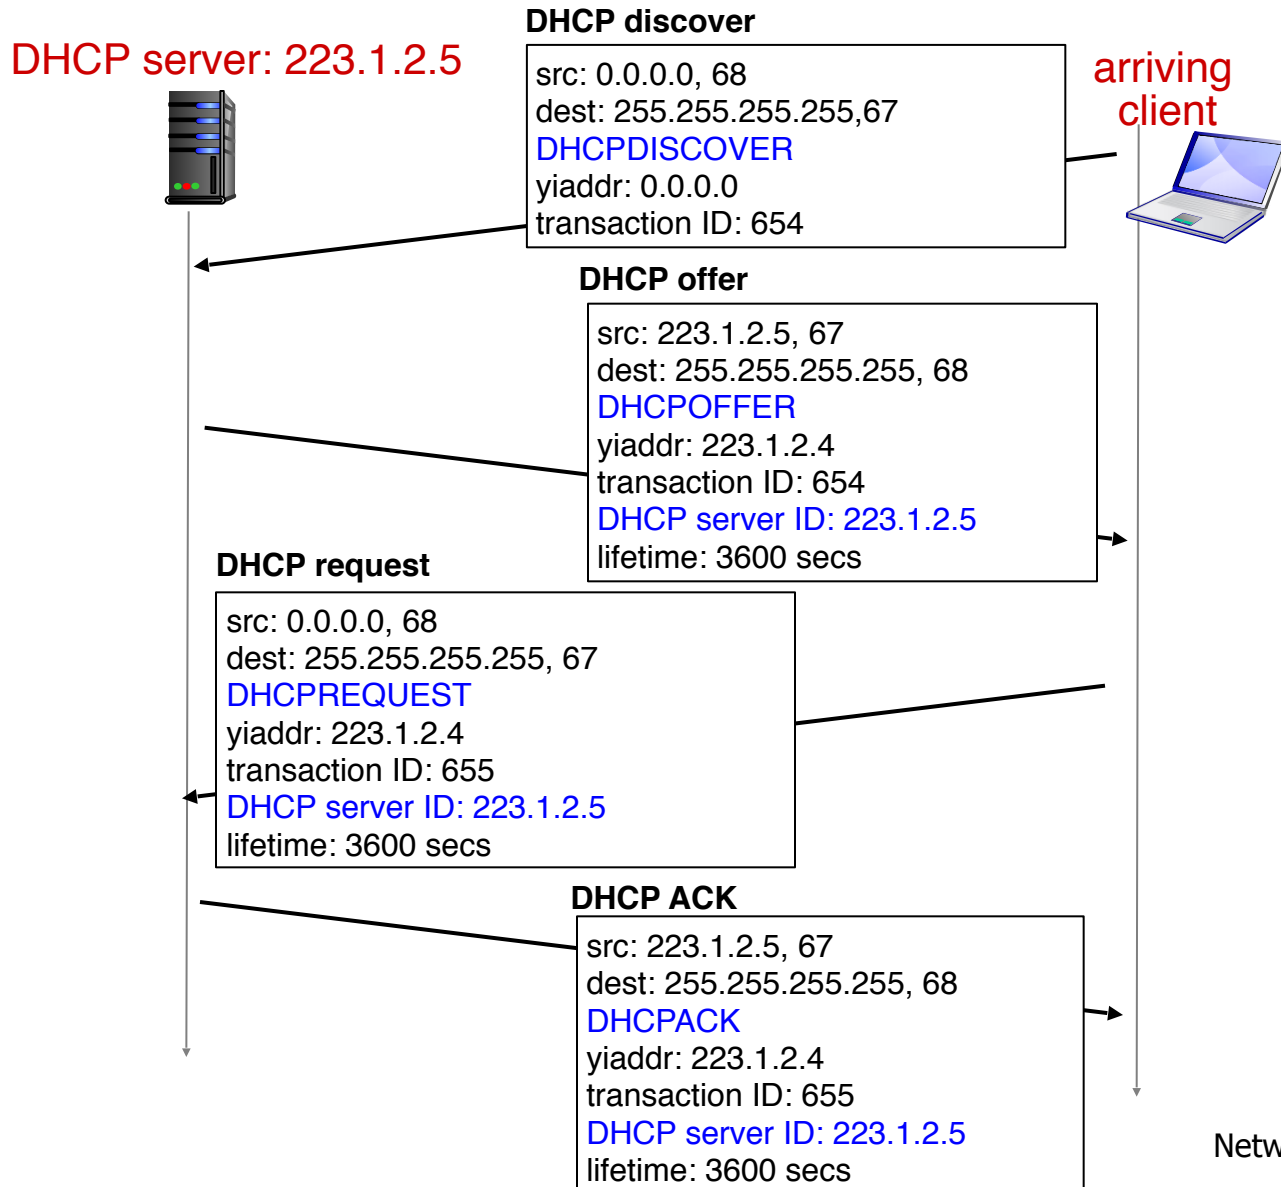 DHCP discover
DHCP server: 223.1.2.5
arriving
client
src: 0.0.0.0, 68
dest: 255.255.255.255,67
DHCPDISCOVER
yiaddr: 0.0.0.0
transaction ID: 654
DHCP offer
src: 223.1.2.5, 67
dest: 255.255.255.255, 68
DHCPOFFER
yiaddr: 223.1.2.4
transaction ID: 654
DHCP server ID: 223.1.2.5
lifetime: 3600 secs
DHCP request
src: 0.0.0.0, 68
dest: 255.255.255.255, 67
DHCPREQUEST
yiaddr: 223.1.2.4
transaction ID: 655
DHCP server ID: 223.1.2.5
lifetime: 3600 secs
DHCP ACK
src: 223.1.2.5, 67
dest: 255.255.255.255, 68
DHCPACK
yiaddr: 223.1.2.4
transaction ID: 655
DHCP server ID: 223.1.2.5
lifetime: 3600 secs
Netw